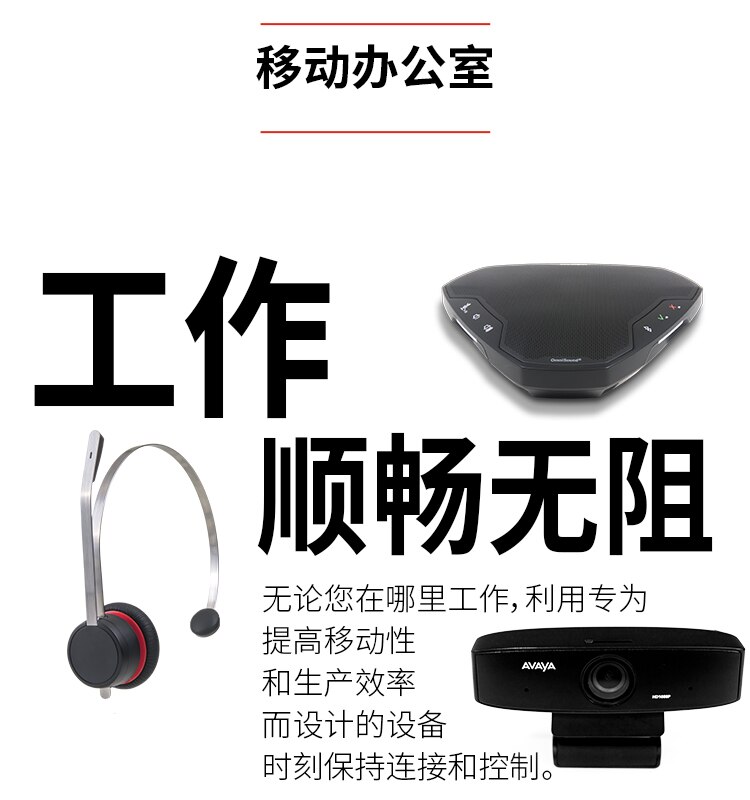 移动办公室
工作
OmniSound®
顺畅无阻
无论您在哪里工作，利用专为
提高移动性
和生产效率
而设计的设备
时刻保持连接和控制。
AVAYA